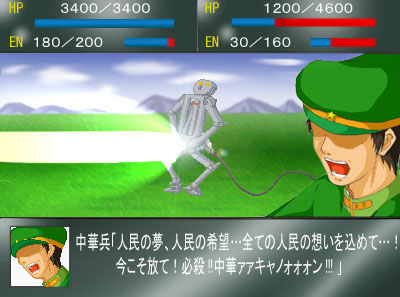 HP 3400／3400 HP 1200／4600
EN 180／200 EN 30／160
中華兵「人民の夢、人民の希望…全ての人民の想いを込めて…！
今こそ放て！必殺!!中華ァァキャノォォォン!!!」